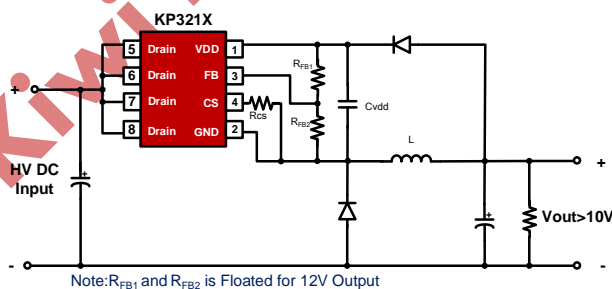 Kiwi
KP321X
5 Drain VDD 1
6 Drain FB 3
7 Drain CS 4
8 Drain GND 2
RFB1
RFB2
Rcs
Cvdd
L
+
HV DC
Input
-
+
Vout>10V
-
+
+
Note:RFB1 and RFB2 is Floated for 12V Output